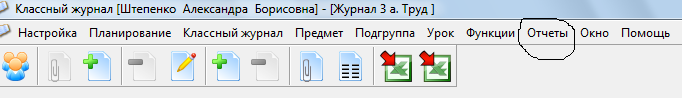 Классный журнал [Штепенко Александра Борисовна] - [Журнал 3 а. Труд ]
Настройка Планирование Классный журнал Предмет Подгруппа Урок Функции Отчеты Окно Помощь